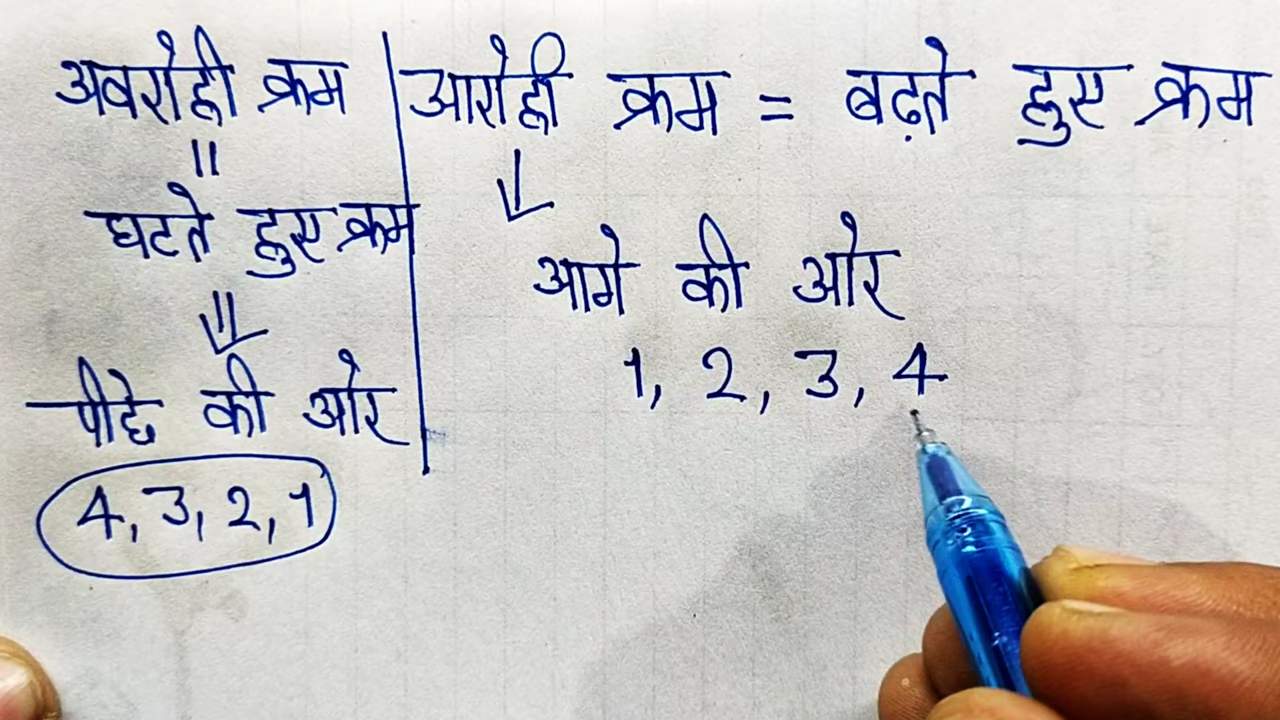 अवरोही क्रम
||
घटते हुए क्रम
पीछे की ओर
4, 3, 2, 1
आरोही क्रम = बढ़ते हुए क्रम
आगे की ओर
1, 2, 3, 4